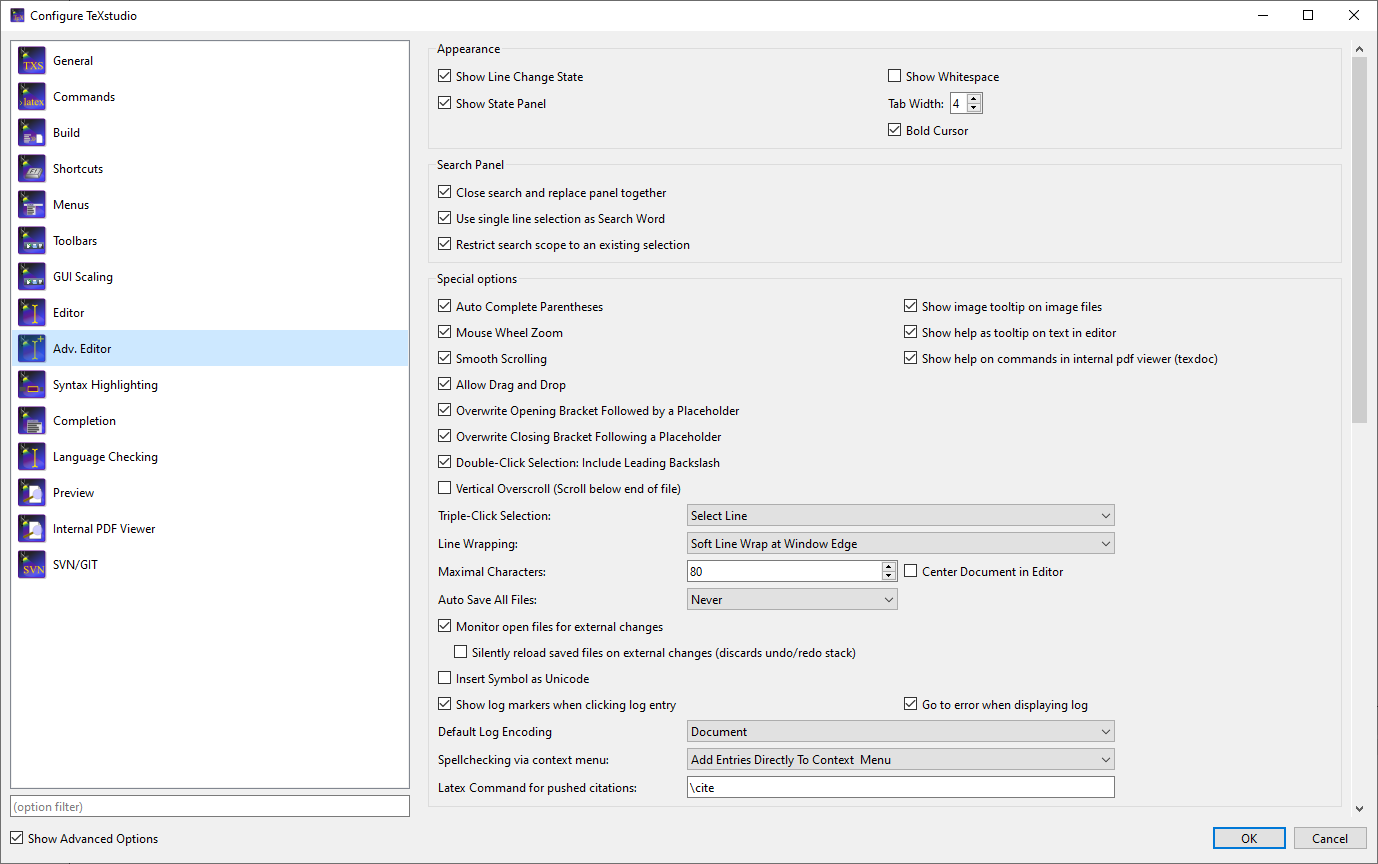 Configure TeXstudio
TXS General
latex Commands
Build
Shortcuts
Menus
Toolbars
GUI Scaling
Editor
Adv. Editor
Syntax Highlighting
Completion
Language Checking
Preview
Internal PDF Viewer
SVN SVN/GIT
(option filter)
Show Advanced Options
Appearance
Show Line Change State
Show Whitespace
Show State Panel
Tab Width: 4
Bold Cursor
Search Panel
Close search and replace panel together
Use single line selection as Search Word
Restrict search scope to an existing selection
Special options
Auto Complete Parentheses
Show image tooltip on image files
Mouse Wheel Zoom
Show help as tooltip on text in editor
Smooth Scrolling
Show help on commands in internal pdf viewer (texdoc)
Allow Drag and Drop
Overwrite Opening Bracket Followed by a Placeholder
Overwrite Closing Bracket Following a Placeholder
Double-Click Selection: Include Leading Backslash
Vertical Overscroll (Scroll below end of file)
Triple-Click Selection: Select Line
Line Wrapping: Soft Line Wrap at Window Edge
Maximal Characters: 80 Center Document in Editor
Auto Save All Files: Never
Monitor open files for external changes
Silently reload saved files on external changes (discards undo/redo stack)
Insert Symbol as Unicode
Show log markers when clicking log entry
Go to error when displaying log
Default Log Encoding Document
Spellchecking via context menu: Add Entries Directly To Context Menu
Latex Command for pushed citations: \cite
OK Cancel